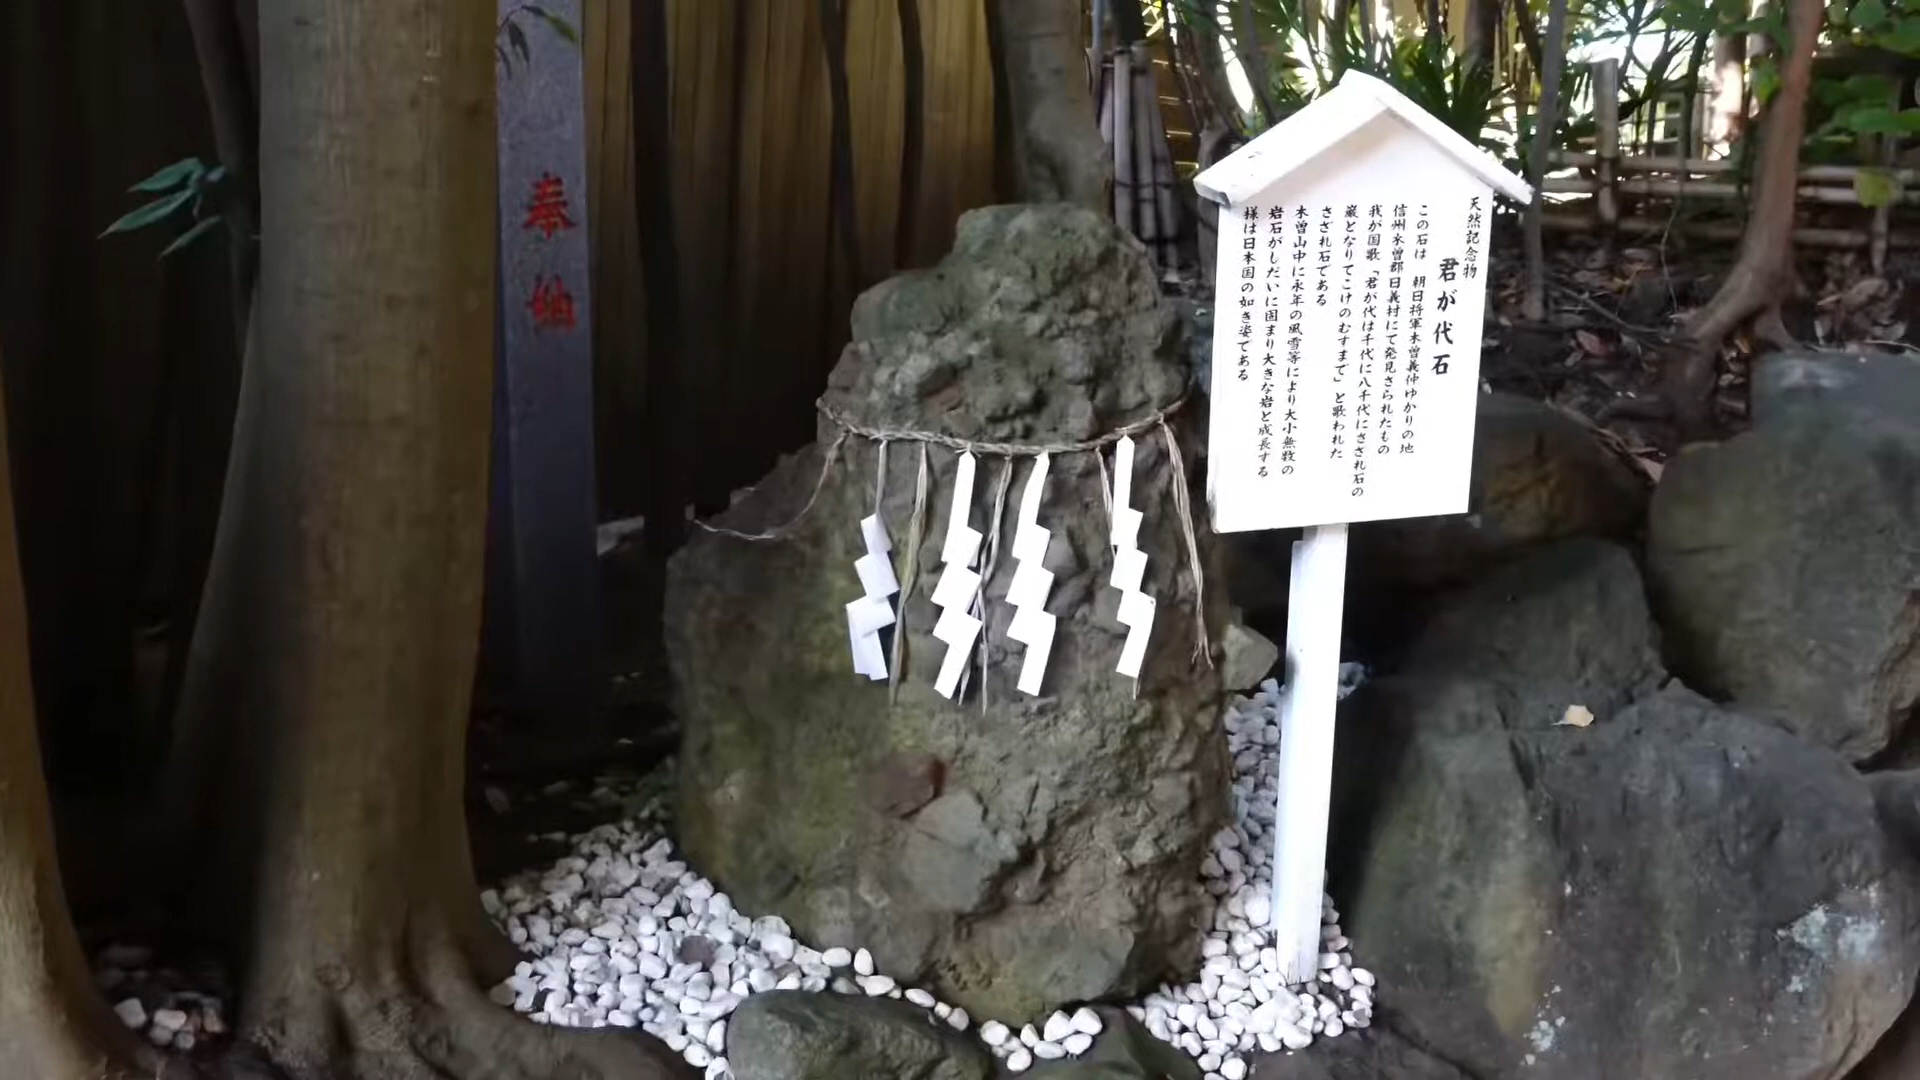 天然記念物
君が代石
この石は 朝日将軍木曽義仲ゆかりの地
信州木曽郡日義村にて発見さられたもの
我が国歌「君が代は千代に八千代にさざれ石の
巌となりてこけのむすまで」と歌われた
さざれ石である
木曽山中に永年の風雪等により大小無数の
岩石がしだいに固まり大きな岩と成長する
様は日本国の如き姿である
奉納